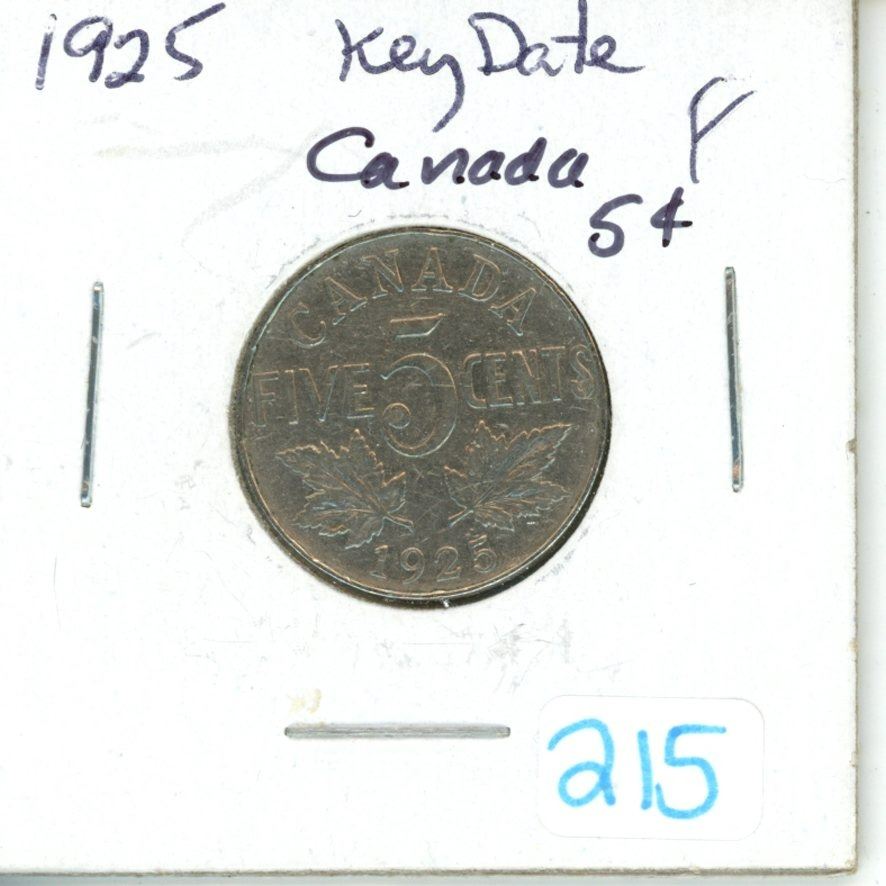 1925 Key Date
F
Canada
5¢
CANADA
5
FIVE CENTS
1925
215